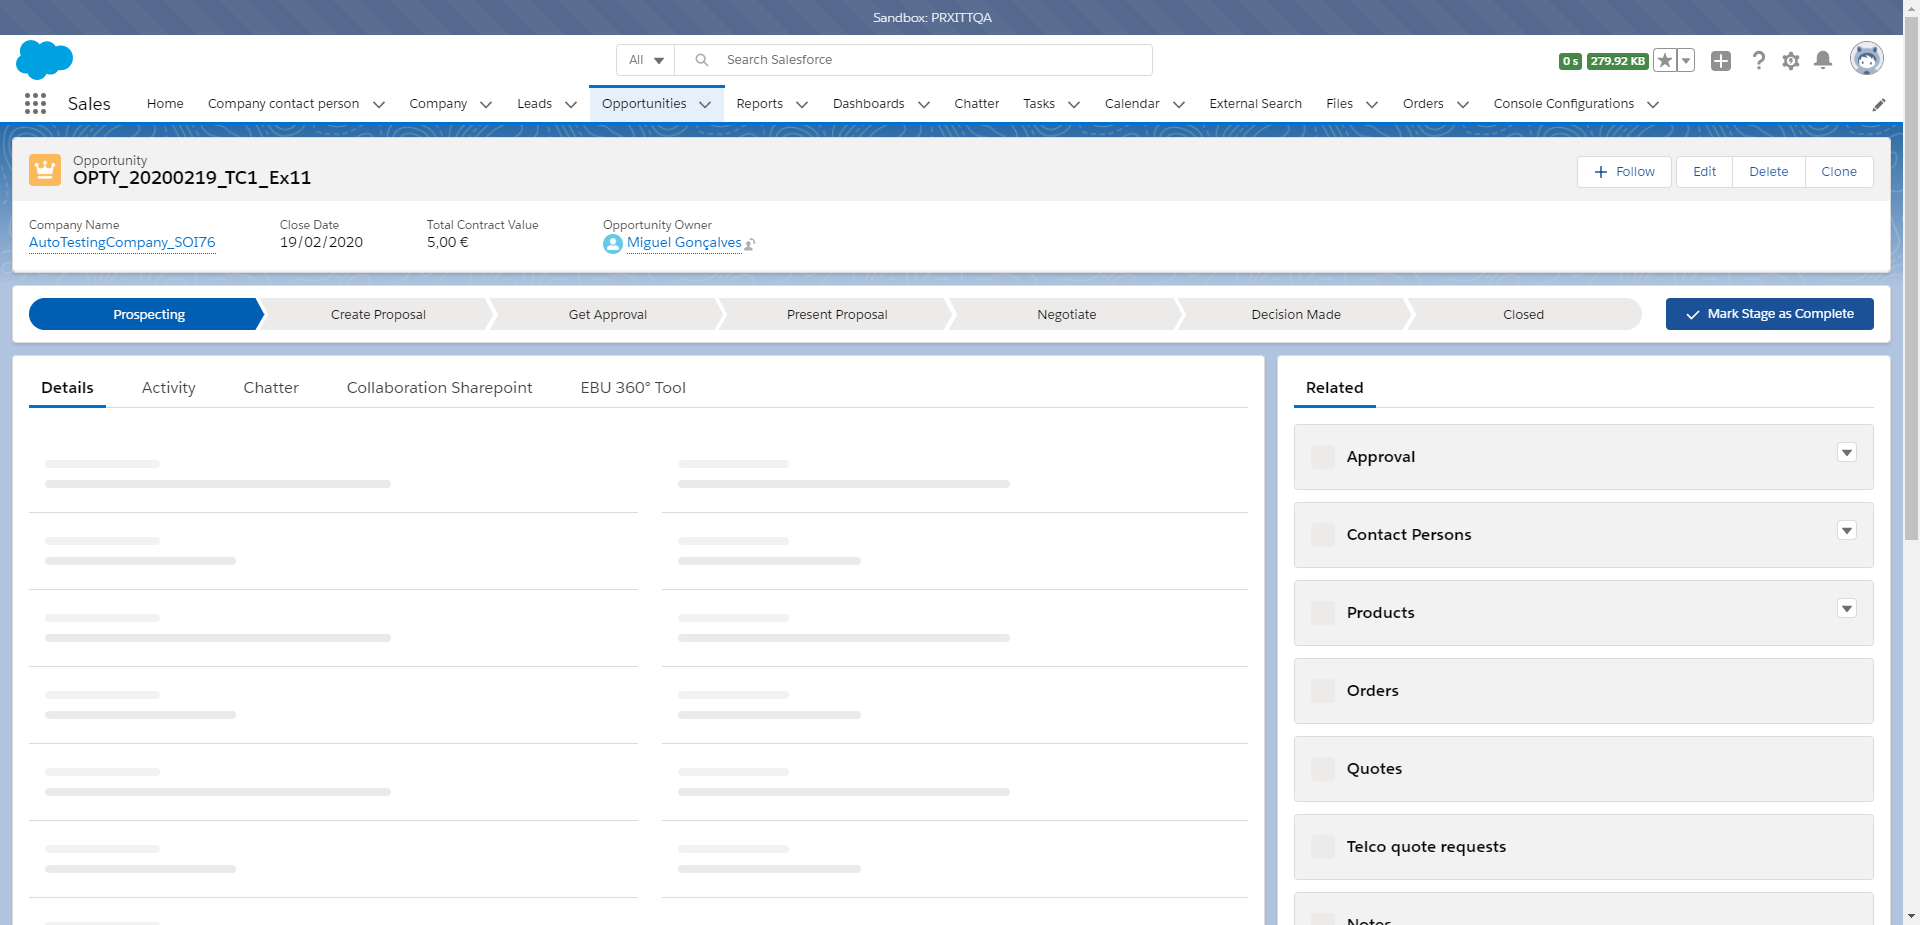 Sandbox: PRXITTQA
All
Search Salesforce
0 s 279.92 KB
Sales Home Company contact person Company Leads Opportunities Reports Dashboards Chatter Tasks Calendar External Search Files Orders Console Configurations
Opportunity
OPTY_20200219_TC1_Ex11
Follow Edit Delete Clone
Company Name Close Date Total Contract Value Opportunity Owner
AutoTestingCompany_SOI76 19/02/2020 5,00 € Miguel Gonçalves
Prospecting Create Proposal Get Approval Present Proposal Negotiate Decision Made Closed Mark Stage as Complete
Details Activity Chatter Collaboration Sharepoint EBU 360° Tool
Related
Approval
Contact Persons
Products
Orders
Quotes
Telco quote requests
Notes